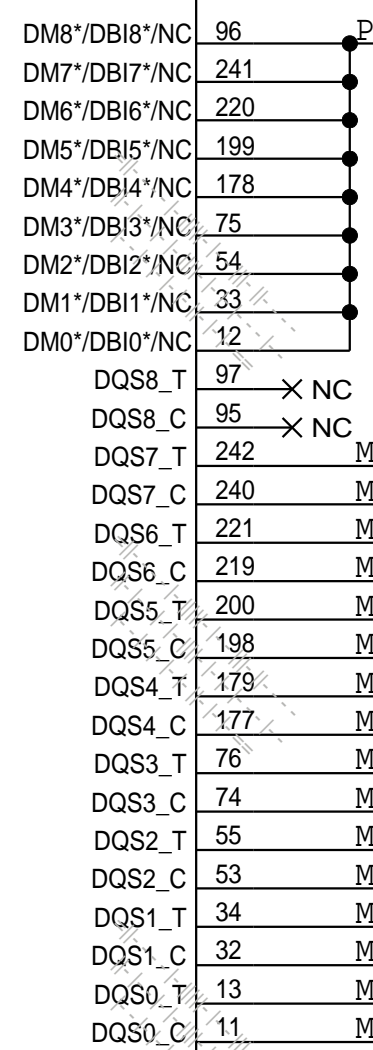 DM8*/DBI8*/NC 96 P
DM7*/DBI7*/NC 241
DM6*/DBI6*/NC 220
DM5*/DBI5*/NC 199
DM4*/DBI4*/NC 178
DM3*/DBI3*/NC 75
DM2*/DBI2*/NC 54
DM1*/DBI1*/NC 33
DM0*/DBI0*/NC 12
DQS8_T 97 NC
DQS8_C 95 NC
DQS7_T 242 M
DQS7_C 240 M
DQS6_T 221 M
DQS6_C 219 M
DQS5_T 200 M
DQS5_C 198 M
DQS4_T 179 M
DQS4_C 177 M
DQS3_T 76 M
DQS3_C 74 M
DQS2_T 55 M
DQS2_C 53 M
DQS1_T 34 M
DQS1_C 32 M
DQS0_T 13 M
DQS0_C 11 M